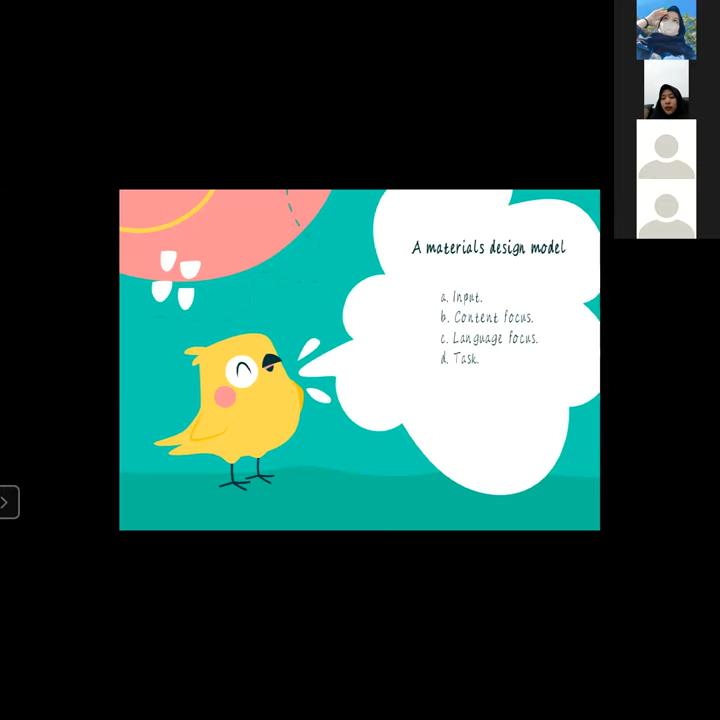 A materials design model
a. Input.
b. Content focus.
c. Language focus.
d. Task.